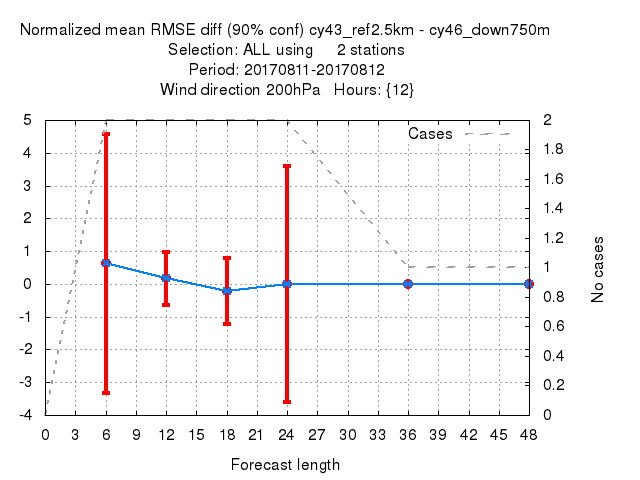 Normalized mean RMSE diff (90% conf) cy43_ref2.5km - cy46_down750m
Selection: ALL using 2 stations
Period: 20170811-20170812
Wind direction 200hPa Hours: {12}
Cases
5
4
3
2
1
0
-1
-2
-3
-4
2
1.8
1.6
1.4
1.2
1
0.8
0.6
0.4
0.2
0
No cases
0 3 6 9 12 15 18 21 24 27 30 33 36 39 42 45 48
Forecast length